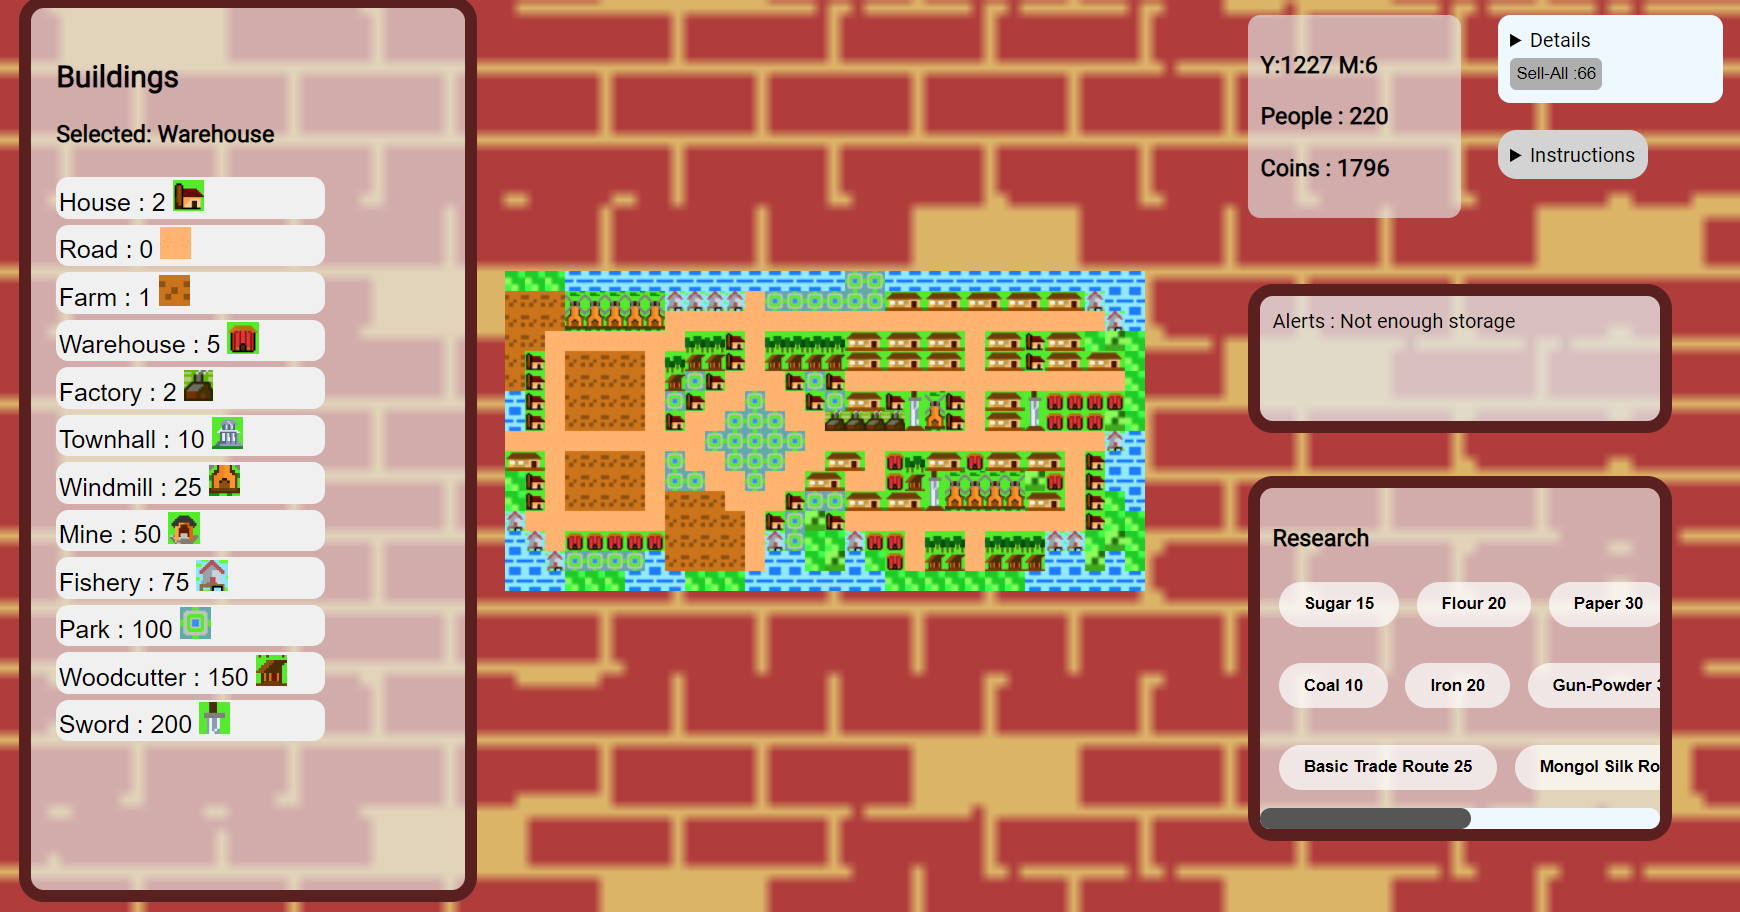 Buildings
Selected: Warehouse
House : 2
Road : 0
Farm : 1
Warehouse : 5
Factory : 2
Townhall : 10
Windmill : 25
Mine : 50
Fishery : 75
Park : 100
Woodcutter : 150
Sword : 200
Y:1227 M:6
People : 220
Coins : 1796
▶ Details
Sell-All :66
▶ Instructions
Alerts : Not enough storage
Research
Sugar 15 Flour 20 Paper 30
Coal 10 Iron 20 Gun-Powder
Basic Trade Route 25 Mongol Silk Ro